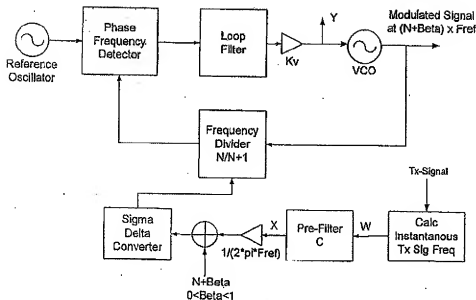 Y
Modulated Signal
at (N+Beta) x Fref
Phase
Frequency
Detector
Loop
Filter
Kv
VCO
Reference
Oscillator
Frequency
Divider
N/N+1
Tx-Signal
Sigma
Delta
Converter
1/(2*pi*Fref)
X
Pre-Filter
C
W
Calc
Instantanous
Tx Sig Freq
N+Beta
0<Beta<1